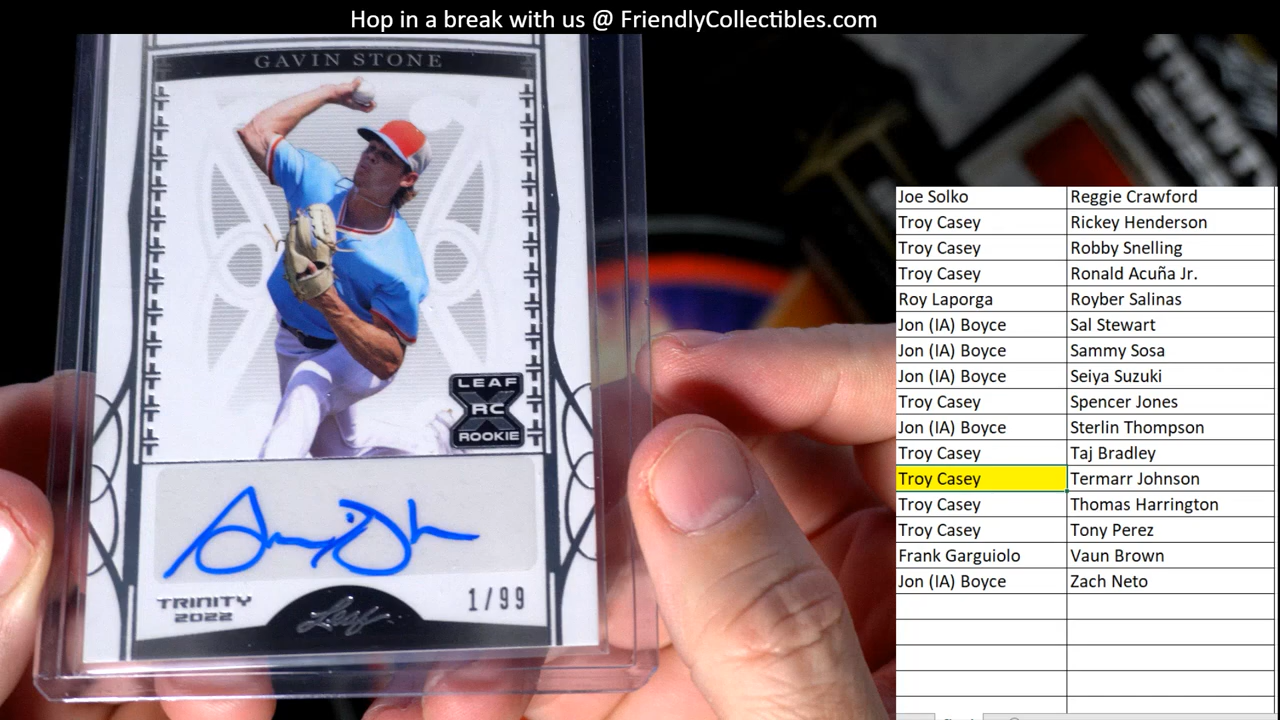 Hop in a break with us @ FriendlyCollectibles.com
GAVIN STONE
LEAF
RC
ROOKIE
TRINITY
2022
Leaf
1/99
Joe Solko Reggie Crawford
Troy Casey Rickey Henderson
Troy Casey Robby Snelling
Troy Casey Ronald Acuña Jr.
Roy Laporga Royber Salinas
Jon (IA) Boyce Sal Stewart
Jon (IA) Boyce Sammy Sosa
Jon (IA) Boyce Seiya Suzuki
Troy Casey Spencer Jones
Jon (IA) Boyce Sterlin Thompson
Troy Casey Taj Bradley
Troy Casey Termarr Johnson
Troy Casey Thomas Harrington
Troy Casey Tony Perez
Frank Garguiolo Vaun Brown
Jon (IA) Boyce Zach Neto